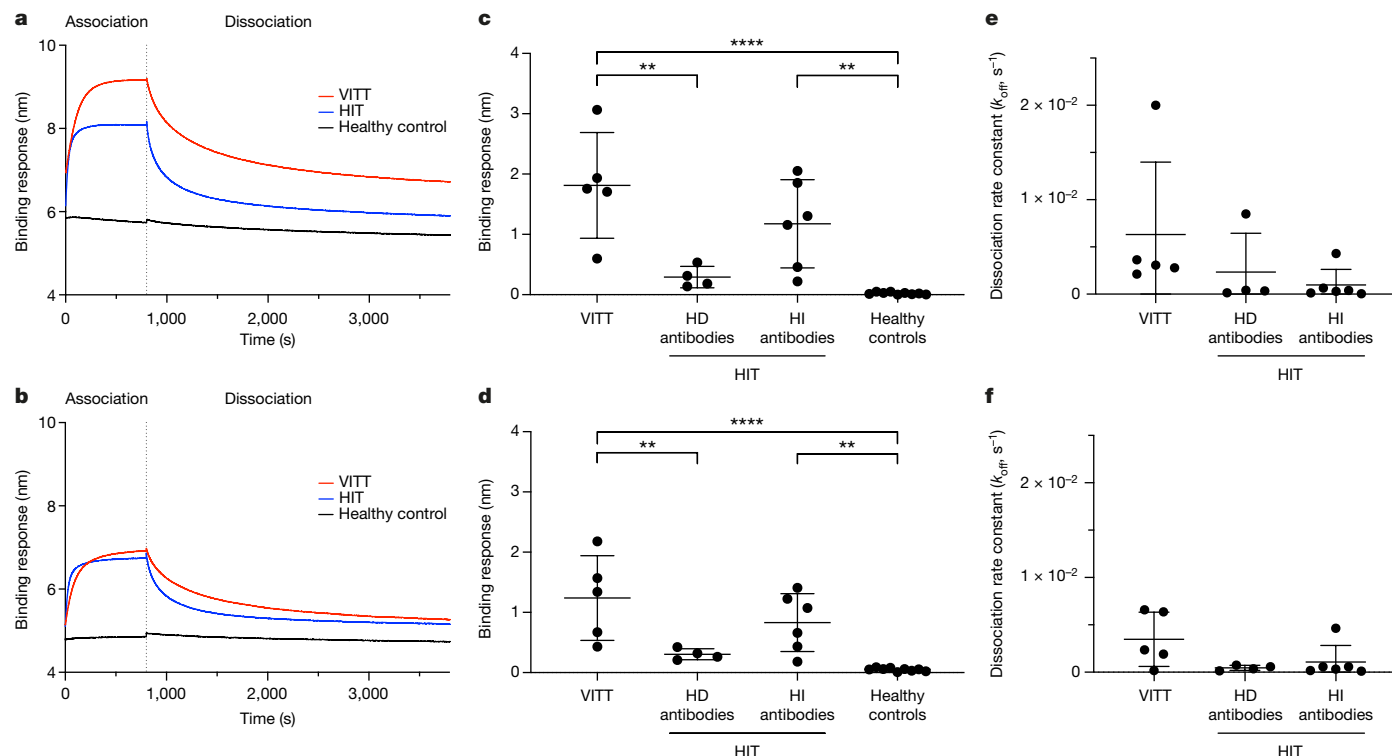 a
Association Dissociation
10
8
6
4
Binding response (nm)
VITT
HIT
Healthy control
0 1,000 2,000 3,000
Time (s)
b
Association Dissociation
10
8
6
4
Binding response (nm)
VITT
HIT
Healthy control
0 1,000 2,000 3,000
Time (s)
c
4
3
2
1
0
Binding response (nm)
****
** **
VITT HD HI Healthy
antibodies antibodies controls
HIT
d
4
3
2
1
0
Binding response (nm)
****
** **
VITT HD HI Healthy
antibodies antibodies controls
HIT
e
2 × 10⁻²
1 × 10⁻²
0
Dissociation rate constant (koff, s⁻¹)
VITT HD HI
antibodies antibodies
HIT
f
2 × 10⁻²
1 × 10⁻²
0
Dissociation rate constant (koff, s⁻¹)
VITT HD HI
antibodies antibodies
HIT